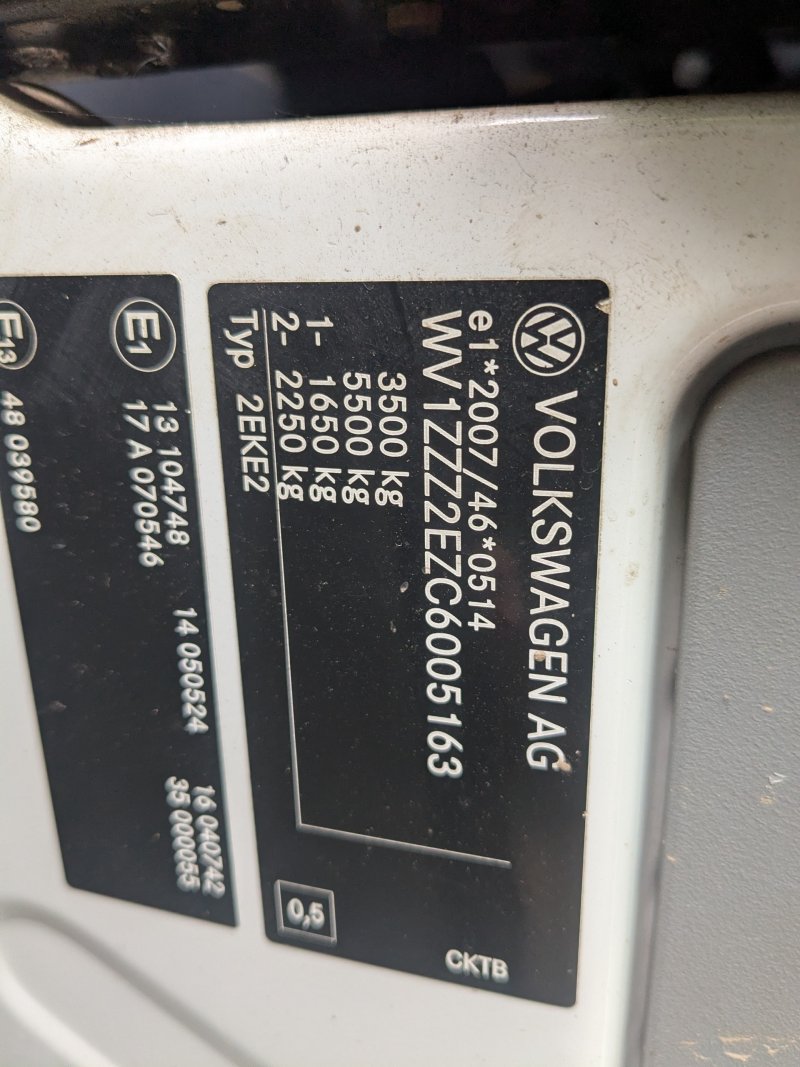 VOLKSWAGEN AG
e1*2007/46*0514
WV1ZZZ2EZC6005163
3500 kg
5500 kg
1- 1650 kg
2- 2250 kg
Typ 2EKE2
0,5
CKTB
E1
13 104748
14 050524
16 040742
17 A 070546
35 000055
E13
48 039580